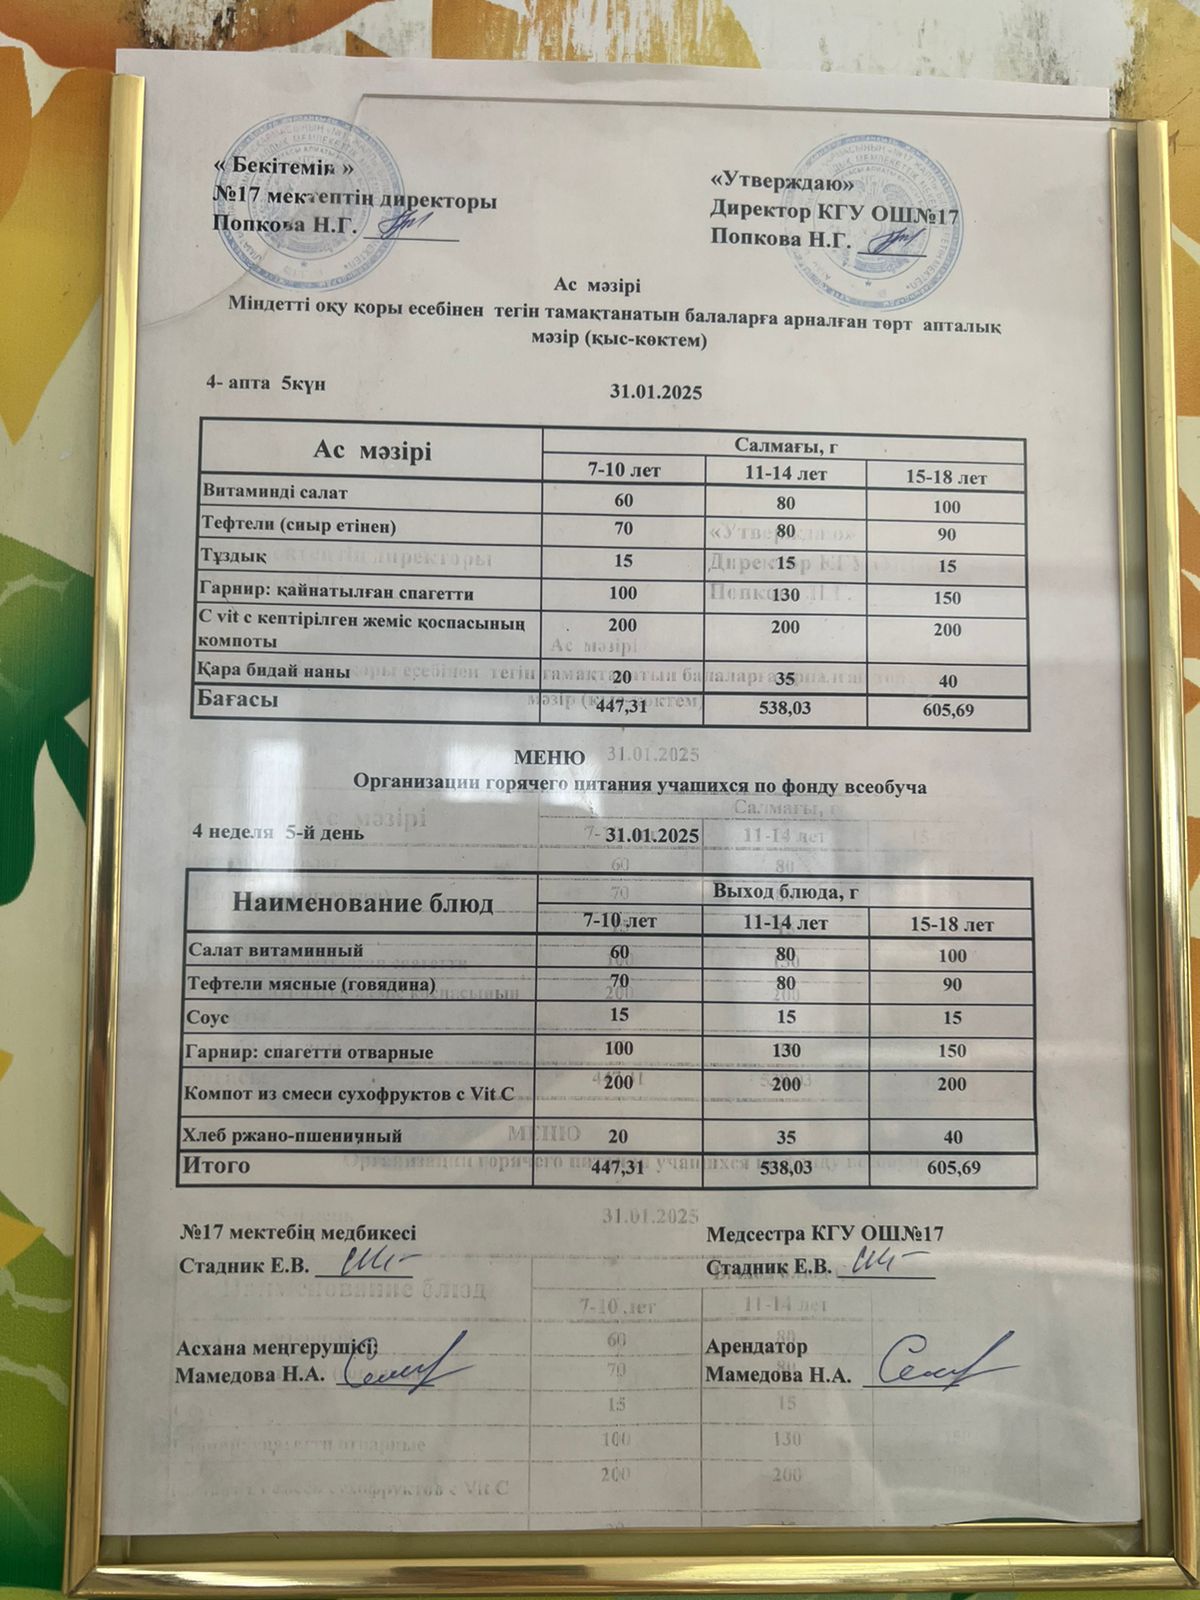 « Бекітемін »
№17 мектептің директоры
Попкова Н.Г.
«Утверждаю»
Директор КГУ ОШ№17
Попкова Н.Г.
Ас мәзірі
Міндетті оқу қоры есебінен тегін тамақтанатын балаларға арналған төрт апталық
мәзір (қыс-көктем)
4- апта 5күн 31.01.2025
Ас мәзірі Салмағы, г
7-10 лет 11-14 лет 15-18 лет
Витаминді салат 60 80 100
Тефтели (сиыр етінен) 70 80 90
Тұздық 15 15 15
Гарнир: қайнатылған спагетти 100 130 150
С vit с кептірілген жеміс қоспасының
компоты 200 200 200
Қара бидай наны 20 35 40
Бағасы 447,31 538,03 605,69
МЕНЮ
Организации горячего питания учашихся по фонду всеобуча
4 неделя 5-й день 31.01.2025
Наименование блюд Выход блюда, г
7-10 лет 11-14 лет 15-18 лет
Салат витаминный 60 80 100
Тефтели мясные (говядина) 70 80 90
Соус 15 15 15
Гарнир: спагетти отварные 100 130 150
Компот из смеси сухофруктов с Vit C 200 200 200
Хлеб ржано-пшеничный 20 35 40
Итого 447,31 538,03 605,69
№17 мектебің медбикесі
Стадник Е.В.
Медсестра КГУ ОШ№17
Стадник Е.В.
Асхана меңгерушісі:
Мамедова Н.А.
Арендатор
Мамедова Н.А.